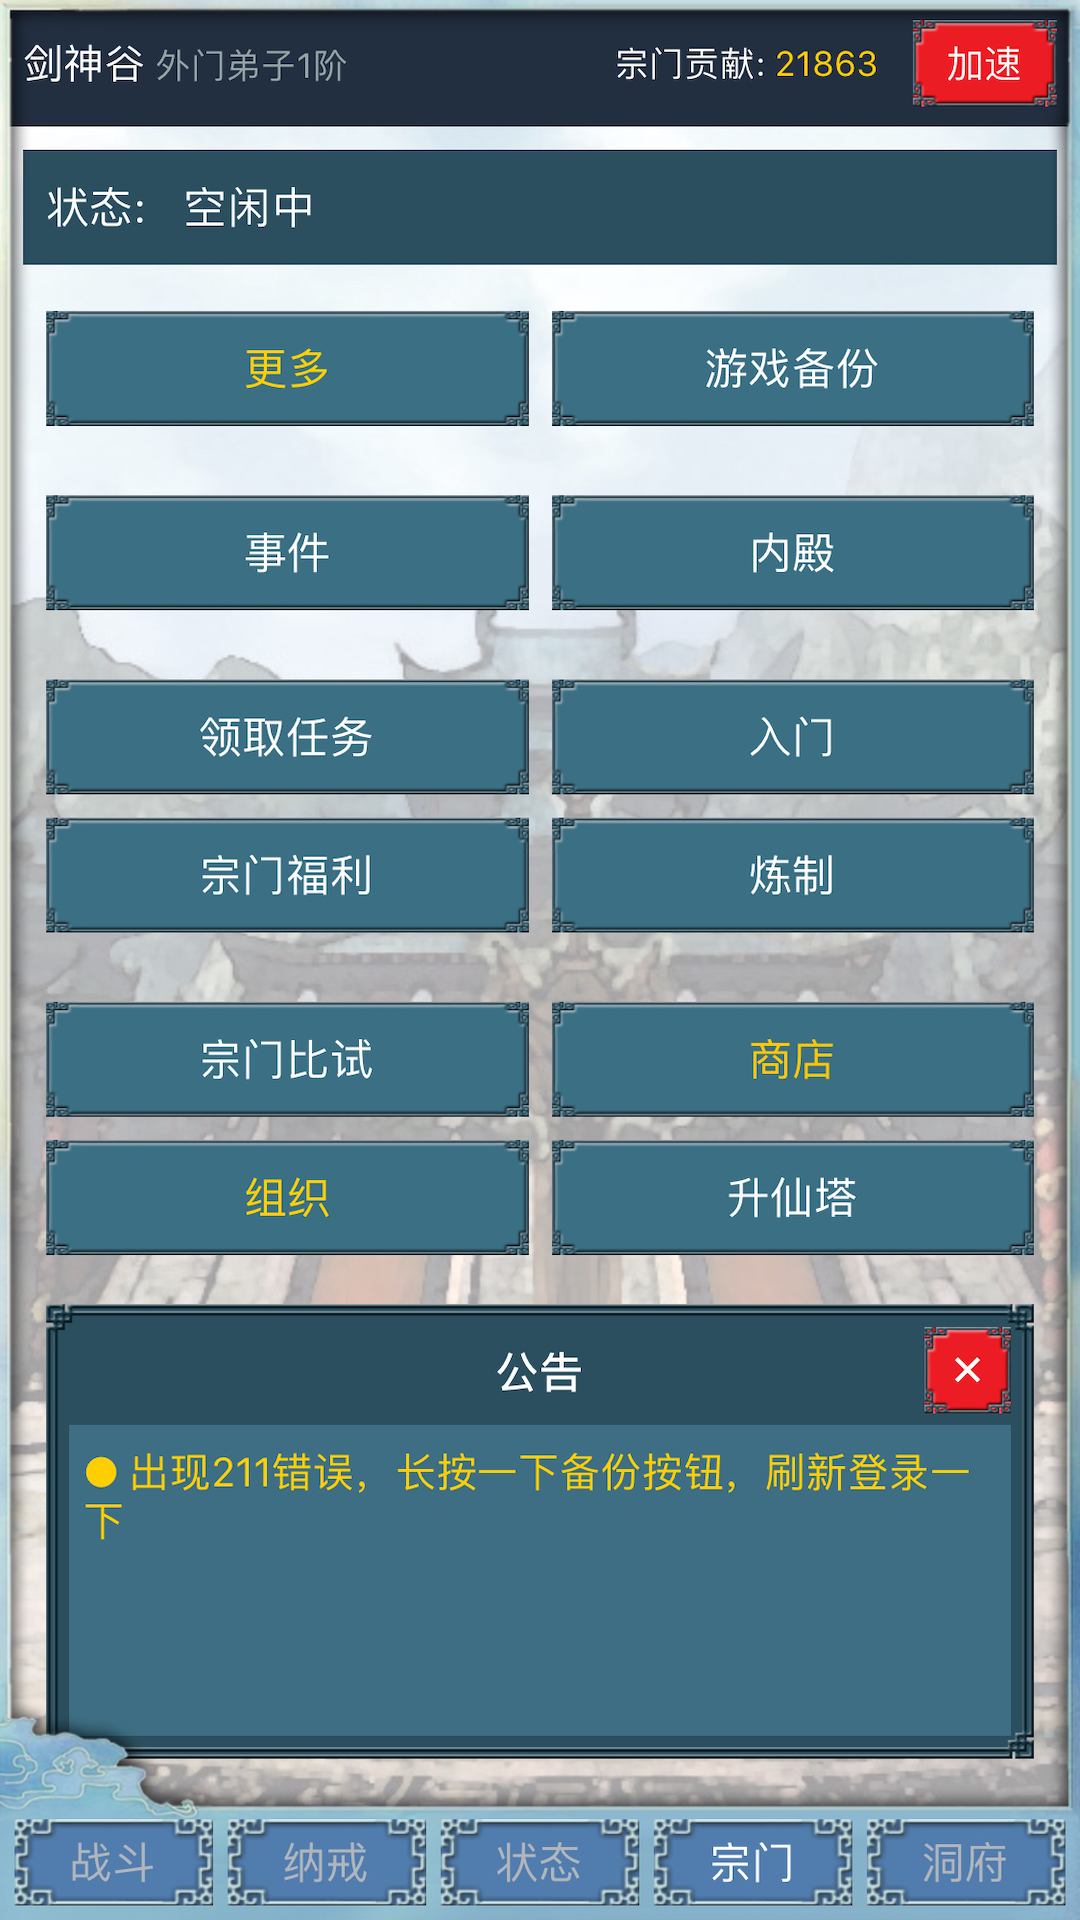 剑神谷 外门弟子1阶 宗门贡献: 21863 加速
状态: 空闲中
更多 游戏备份
事件 内殿
领取任务 入门
宗门福利 炼制
宗门比试 商店
组织 升仙塔
公告 ×
● 出现211错误，长按一下备份按钮，刷新登录一
下
战斗 纳戒 状态 宗门 洞府